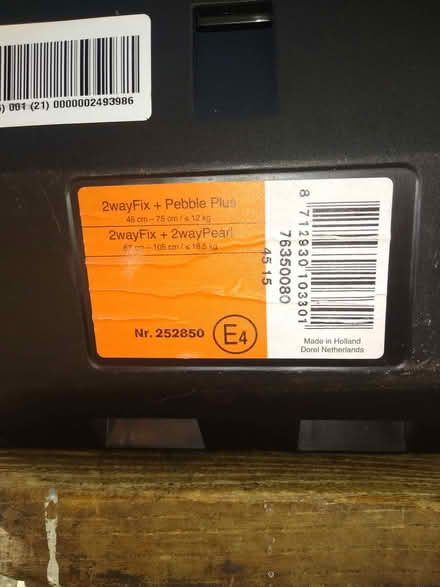 001 (21) 0000002493986
2wayFix + Pebble Plus
45 cm – 75 cm / ≤ 12 kg
2wayFix + 2wayPearl
67 cm – 105 cm / ≤ 18.5 kg
Nr. 252850
E4
45 15
76350080
8 712930 103301
Made in Holland
Dorel Netherlands